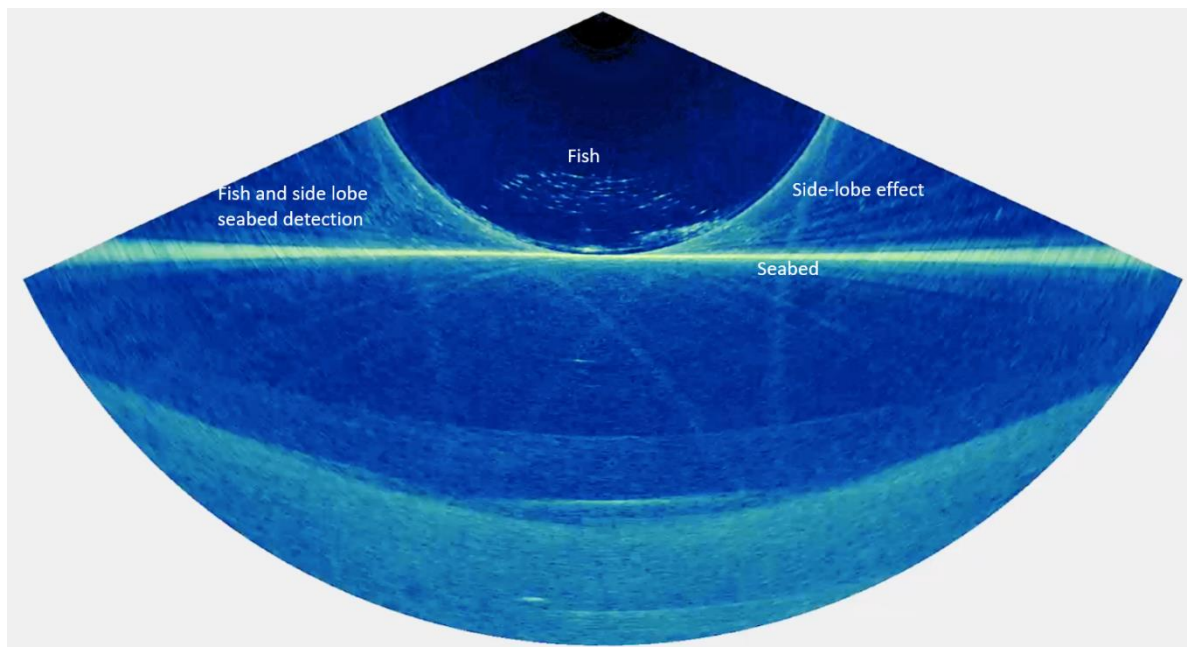 Fish
Fish and side lobe
seabed detection
Side-lobe effect
Seabed